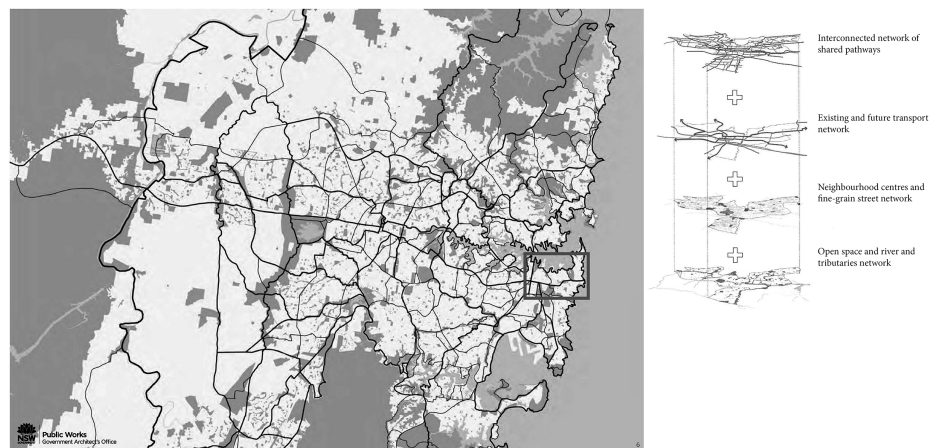 Interconnected network of
shared pathways
Existing and future transport
network
Neighbourhood centres and
fine-grain street network
Open space and river and
tributaries network
NSW
Public Works
Government Architect's Office
6